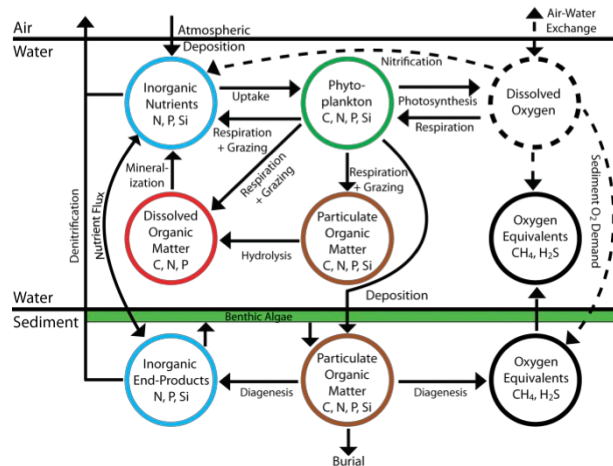 Air
Water
Atmospheric
Deposition
Air-Water
Exchange
Nitrification
Inorganic
Nutrients
N, P, Si
Uptake
Respiration
+ Grazing
Phyto-
plankton
C, N, P, Si
Photosynthesis
Respiration
Dissolved
Oxygen
Mineral-
ization
Respiration
+ Grazing
Respiration
+ Grazing
Sediment O2 Demand
Denitrification
Nutrient Flux
Dissolved
Organic
Matter
C, N, P
Hydrolysis
Particulate
Organic
Matter
C, N, P, Si
Oxygen
Equivalents
CH4, H2S
Deposition
Water
Sediment
Benthic Algae
Inorganic
End-Products
N, P, Si
Diagenesis
Particulate
Organic
Matter
C, N, P, Si
Diagenesis
Oxygen
Equivalents
CH4, H2S
Burial